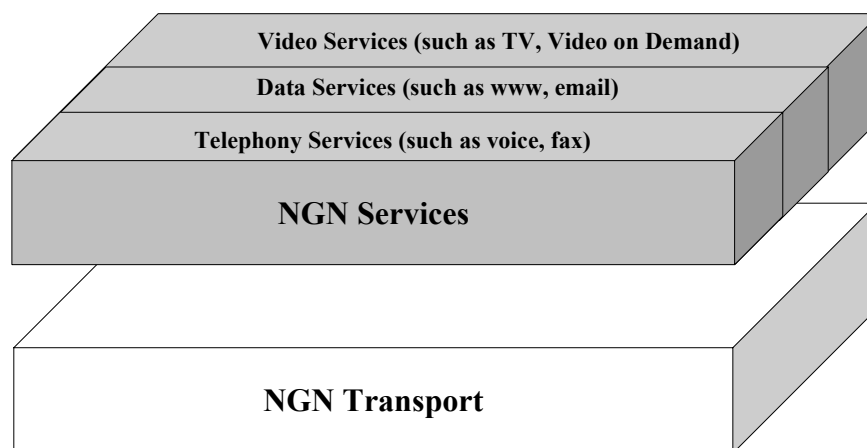 Video Services (such as TV, Video on Demand)
Data Services (such as www, email)
Telephony Services (such as voice, fax)
NGN Services
NGN Transport